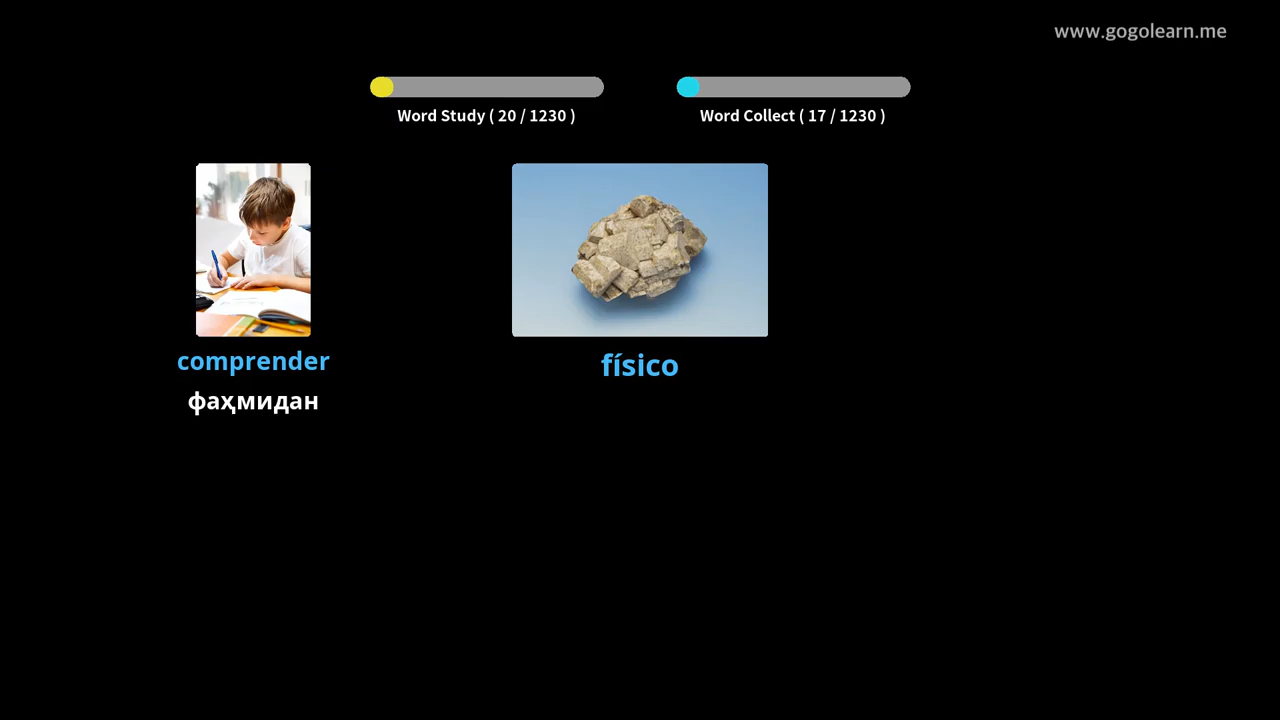 www.gogolearn.me
Word Study ( 20 / 1230 )
Word Collect ( 17 / 1230 )
comprender
фаҳмидан
físico